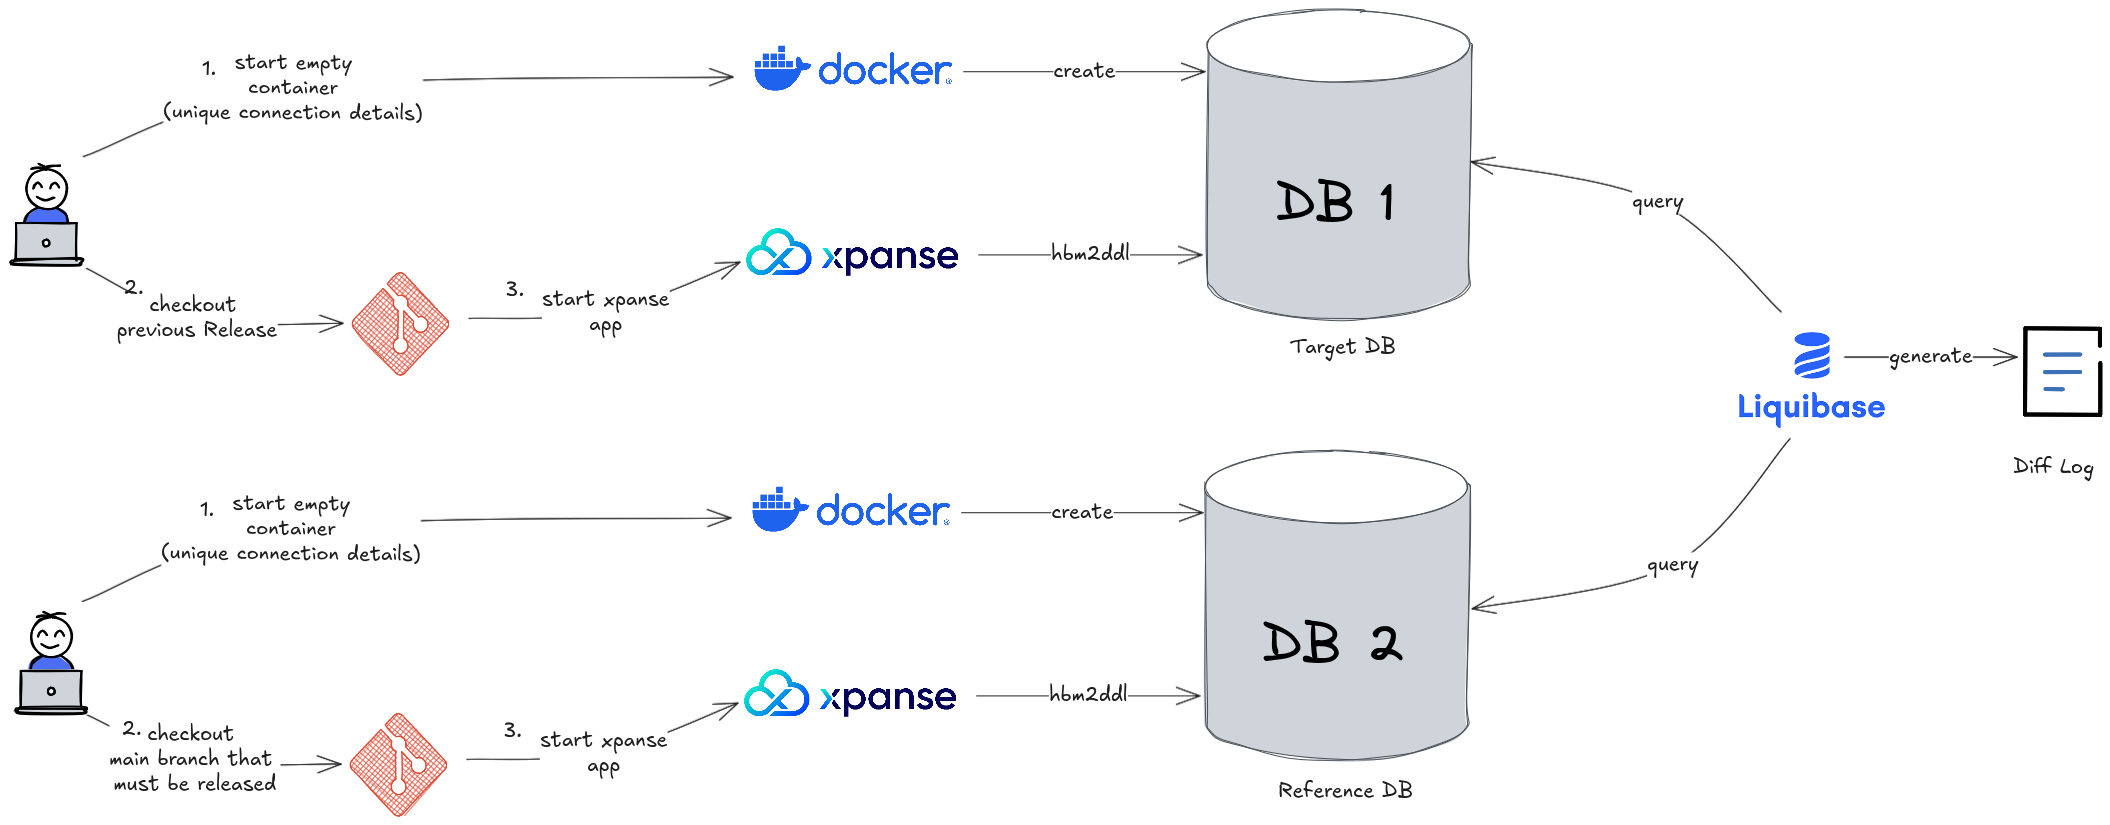 1. start empty
container
(unique connection details)
docker
create
DB 1
query
2.
checkout
previous Release
3. start xpanse
app
xpanse
hbm2ddl
Target DB
Liquibase
generate
Diff Log
1. start empty
container
(unique connection details)
docker
create
DB 2
query
2. checkout
main branch that
must be released
3. start xpanse
app
xpanse
hbm2ddl
Reference DB